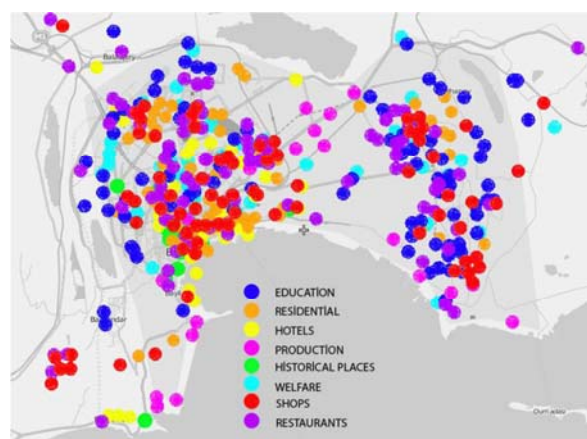 EDUCATİON
RESİDENTİAL
HOTELS
PRODUCTİON
HİSTORİCAL PLACES
WELFARE
SHOPS
RESTAURANTS